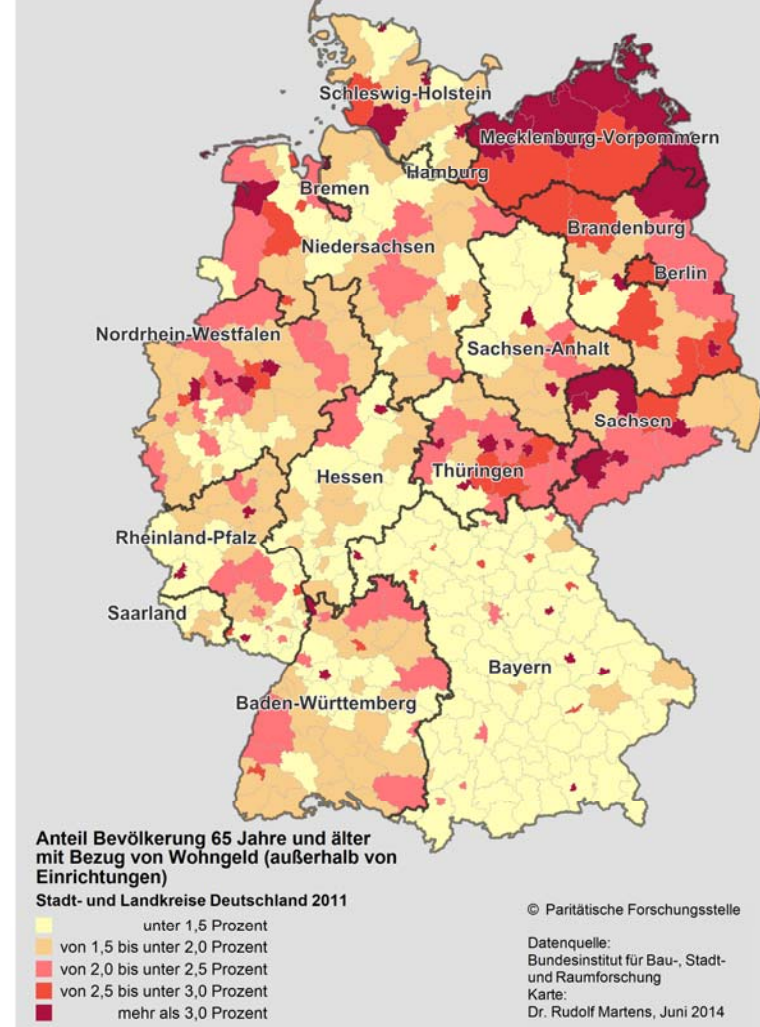 Schleswig-Holstein
Mecklenburg-Vorpommern
Hamburg
Bremen
Brandenburg
Niedersachsen
Berlin
Nordrhein-Westfalen
Sachsen-Anhalt
Sachsen
Thüringen
Hessen
Rheinland-Pfalz
Saarland
Bayern
Baden-Württemberg
Anteil Bevölkerung 65 Jahre und älter
mit Bezug von Wohngeld (außerhalb von
Einrichtungen)
Stadt- und Landkreise Deutschland 2011
unter 1,5 Prozent
von 1,5 bis unter 2,0 Prozent
von 2,0 bis unter 2,5 Prozent
von 2,5 bis unter 3,0 Prozent
mehr als 3,0 Prozent
© Paritätische Forschungsstelle
Datenquelle:
Bundesinstitut für Bau-, Stadt-
und Raumforschung
Karte:
Dr. Rudolf Martens, Juni 2014